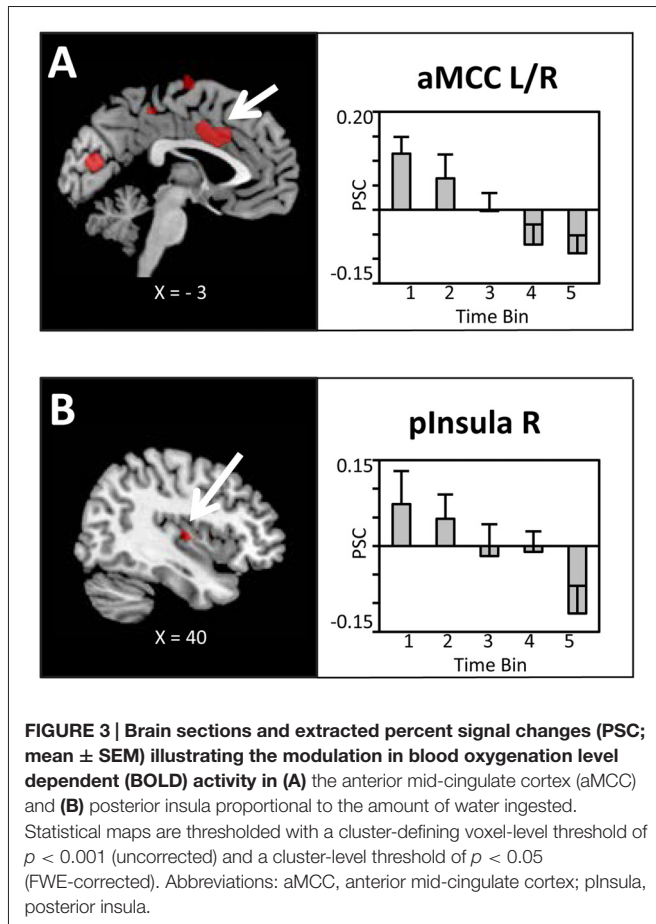 A
aMCC L/R
0.20
PSC
-0.15
1 2 3 4 5
Time Bin
X = - 3
B
pInsula R
0.15
PSC
-0.15
1 2 3 4 5
Time Bin
X = 40
FIGURE 3 | Brain sections and extracted percent signal changes (PSC;
mean ± SEM) illustrating the modulation in blood oxygenation level
dependent (BOLD) activity in (A) the anterior mid-cingulate cortex (aMCC)
and (B) posterior insula proportional to the amount of water ingested.
Statistical maps are thresholded with a cluster-defining voxel-level threshold of
p < 0.001 (uncorrected) and a cluster-level threshold of p < 0.05
(FWE-corrected). Abbreviations: aMCC, anterior mid-cingulate cortex; pInsula,
posterior insula.